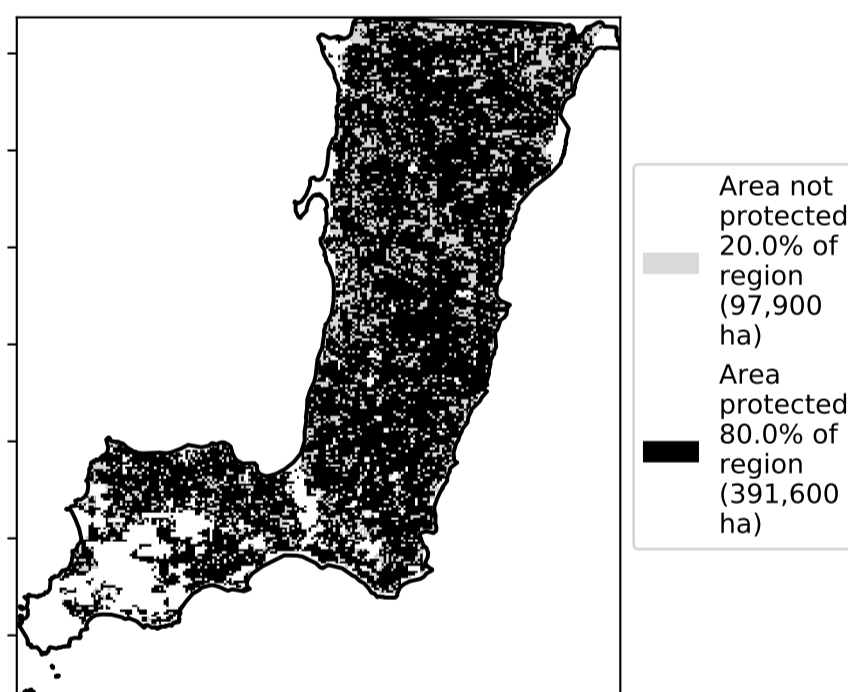 Area not
protected
20.0% of
region
(97,900
ha)
Area
protected
80.0% of
region
(391,600
ha)